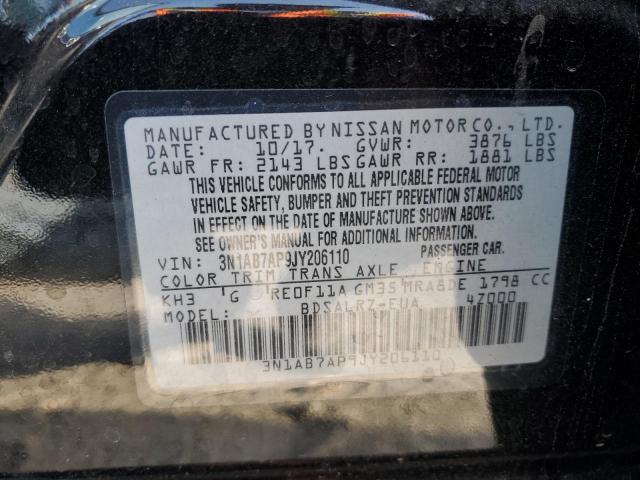 MANUFACTURED BY NISSAN MOTOR CO., LTD.
DATE: 10/17. GVWR: 3876 LBS
GAWR FR: 2143 LBS GAWR RR: 1881 LBS
THIS VEHICLE CONFORMS TO ALL APPLICABLE FEDERAL MOTOR
VEHICLE SAFETY, BUMPER AND THEFT PREVENTION STANDARDS
IN EFFECT ON THE DATE OF MANUFACTURE SHOWN ABOVE.
SEE OWNER'S MANUAL FOR ADDITIONAL INFORMATION.
VIN: 3N1AB7AP9JY206110 PASSENGER CAR.
COLOR TRIM TRANS AXLE ENGINE
KH3 G RE0F11A GM35 MRA8DE 1798 CC
MODEL: BDSALRZ-EUA 4Z000
3N1AB7AP9JY206110